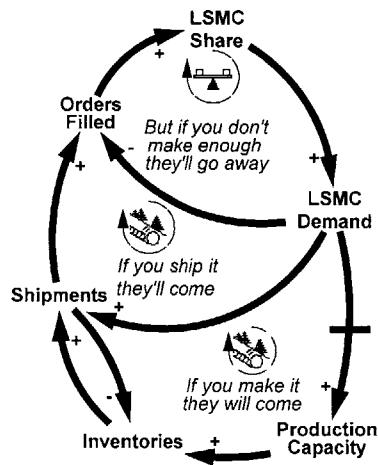 LSMC
Share
+
Orders
Filled
But if you don't
make enough
they'll go away
-
+
+
LSMC
Demand
If you ship it
they'll come
Shipments
+
+
If you make it
they will come
-
+
Production
Capacity
+
Inventories